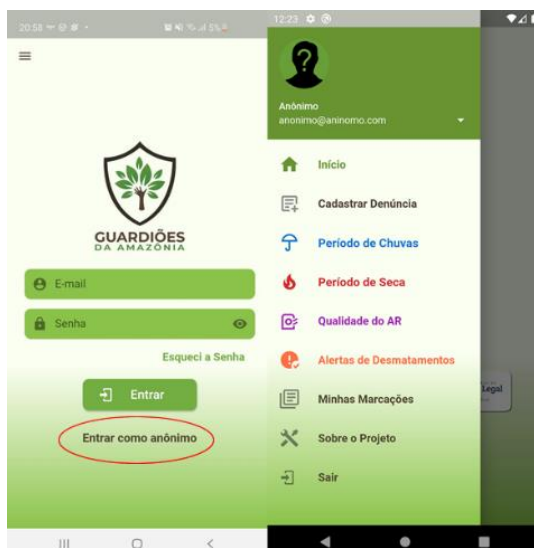 20:58
5%
GUARDIÕES
DA AMAZÔNIA
E-mail
Senha
Esqueci a Senha
Entrar
Entrar como anônimo
12:23
Anônimo
anonimo@aninomo.com
Início
Cadastrar Denúncia
Período de Chuvas
Período de Seca
Qualidade do AR
Alertas de Desmatamentos
Minhas Marcações
Sobre o Projeto
Sair
Legal